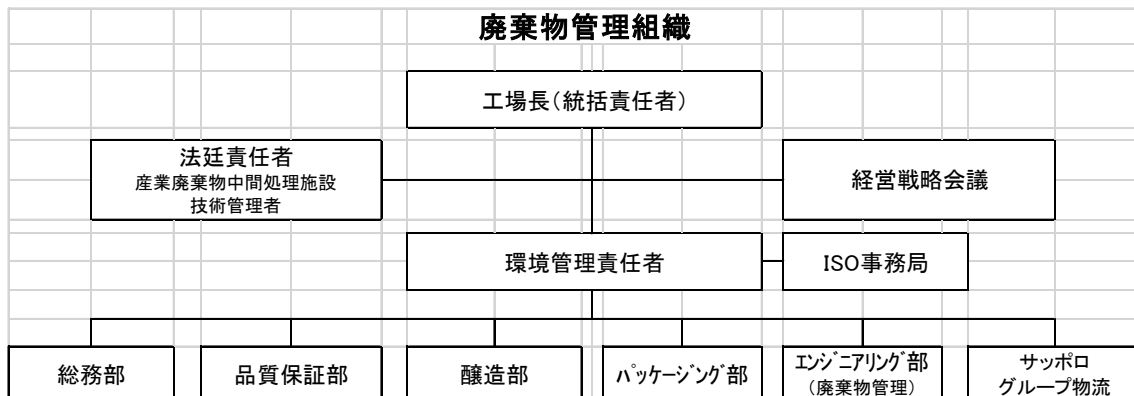 廃棄物管理組織
工場長（統括責任者）
法廷責任者
産業廃棄物中間処理施設
技術管理者
経営戦略会議
環境管理責任者
ISO事務局
総務部
品質保証部
醸造部
ﾊﾟｯｹｰｼﾞﾝｸﾞ部
ｴﾝｼﾞﾆｱﾘﾝｸﾞ部
（廃棄物管理）
サッポロ
グループ物流